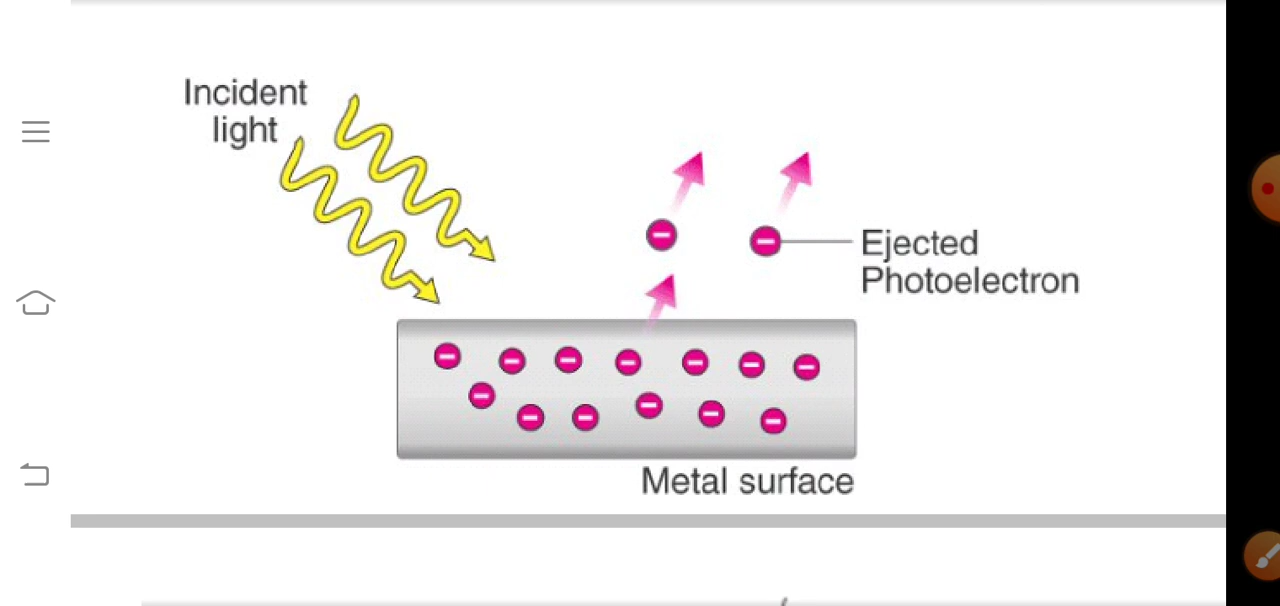 Incident
light
Ejected
Photoelectron
Metal surface